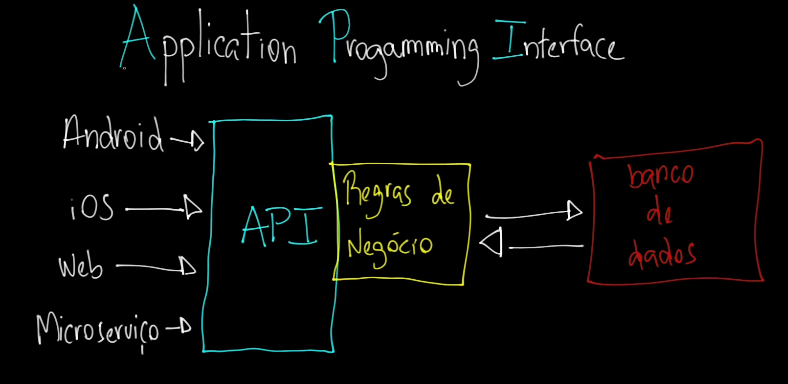 Application Progamming Interface
Android
iOS
Web
Microserviço
API
Regras de
Negócio
banco
de
dados